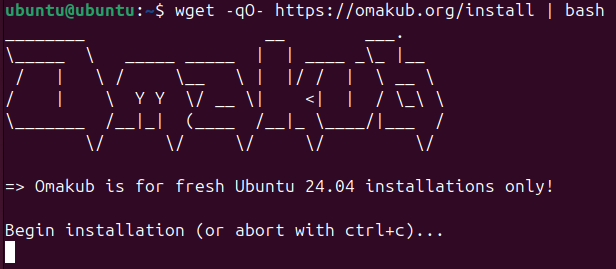 ubuntu@ubuntu:~$ wget -qO- https://omakub.org/install | bash
Omakub
=> Omakub is for fresh Ubuntu 24.04 installations only!
Begin installation (or abort with ctrl+c)...